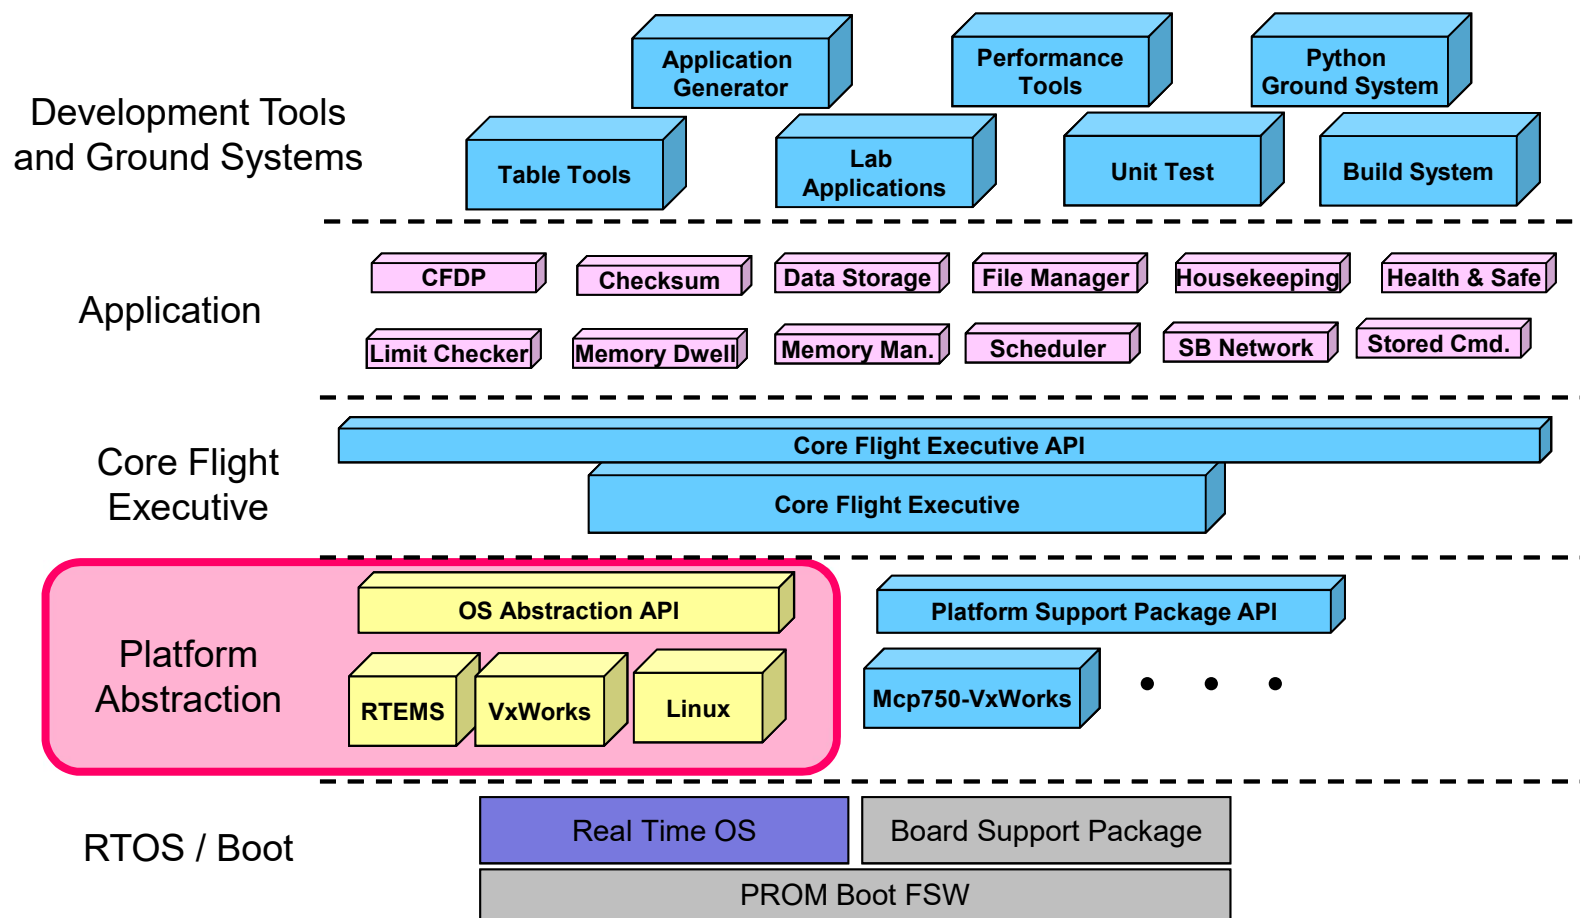 Development Tools
and Ground Systems
Application
Generator
Performance
Tools
Python
Ground System
Table Tools
Lab
Applications
Unit Test
Build System
Application
CFDP
Checksum
Data Storage
File Manager
Housekeeping
Health & Safe
Limit Checker
Memory Dwell
Memory Man.
Scheduler
SB Network
Stored Cmd.
Core Flight
Executive
Core Flight Executive API
Core Flight Executive
Platform
Abstraction
OS Abstraction API
RTEMS
VxWorks
Linux
Platform Support Package API
Mcp750-VxWorks
• • •
RTOS / Boot
Real Time OS
Board Support Package
PROM Boot FSW